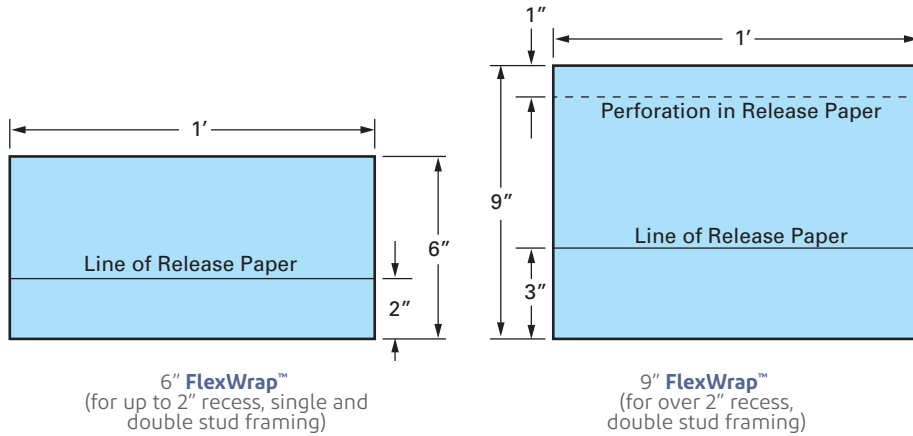 1’
Line of Release Paper
6”
2”
6” FlexWrap™
(for up to 2” recess, single and
double stud framing)
1”
1’
Perforation in Release Paper
9”
Line of Release Paper
3”
9” FlexWrap™
(for over 2” recess,
double stud framing)